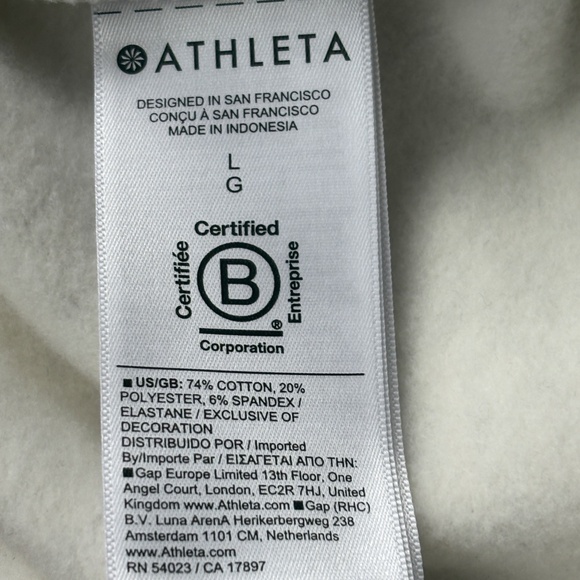 ATHLETA
DESIGNED IN SAN FRANCISCO
CONÇU À SAN FRANCISCO
MADE IN INDONESIA
L
G
Certified
Certifiée
B
Entreprise
®
Corporation
■ US/GB: 74% COTTON, 20%
POLYESTER, 6% SPANDEX /
ELASTANE / EXCLUSIVE OF
DECORATION
DISTRIBUIDO POR / Imported
By/Importe Par / ΕΙΣΑΓΕΤΑΙ ΑΠΟ ΤΗΝ:
■Gap Europe Limited 13th Floor, One
Angel Court, London, EC2R 7HJ, United
Kingdom www.Athleta.com ■Gap (RHC)
B.V. Luna ArenA Herikerbergweg 238
Amsterdam 1101 CM, Netherlands
www.Athleta.com
RN 54023 / CA 17897